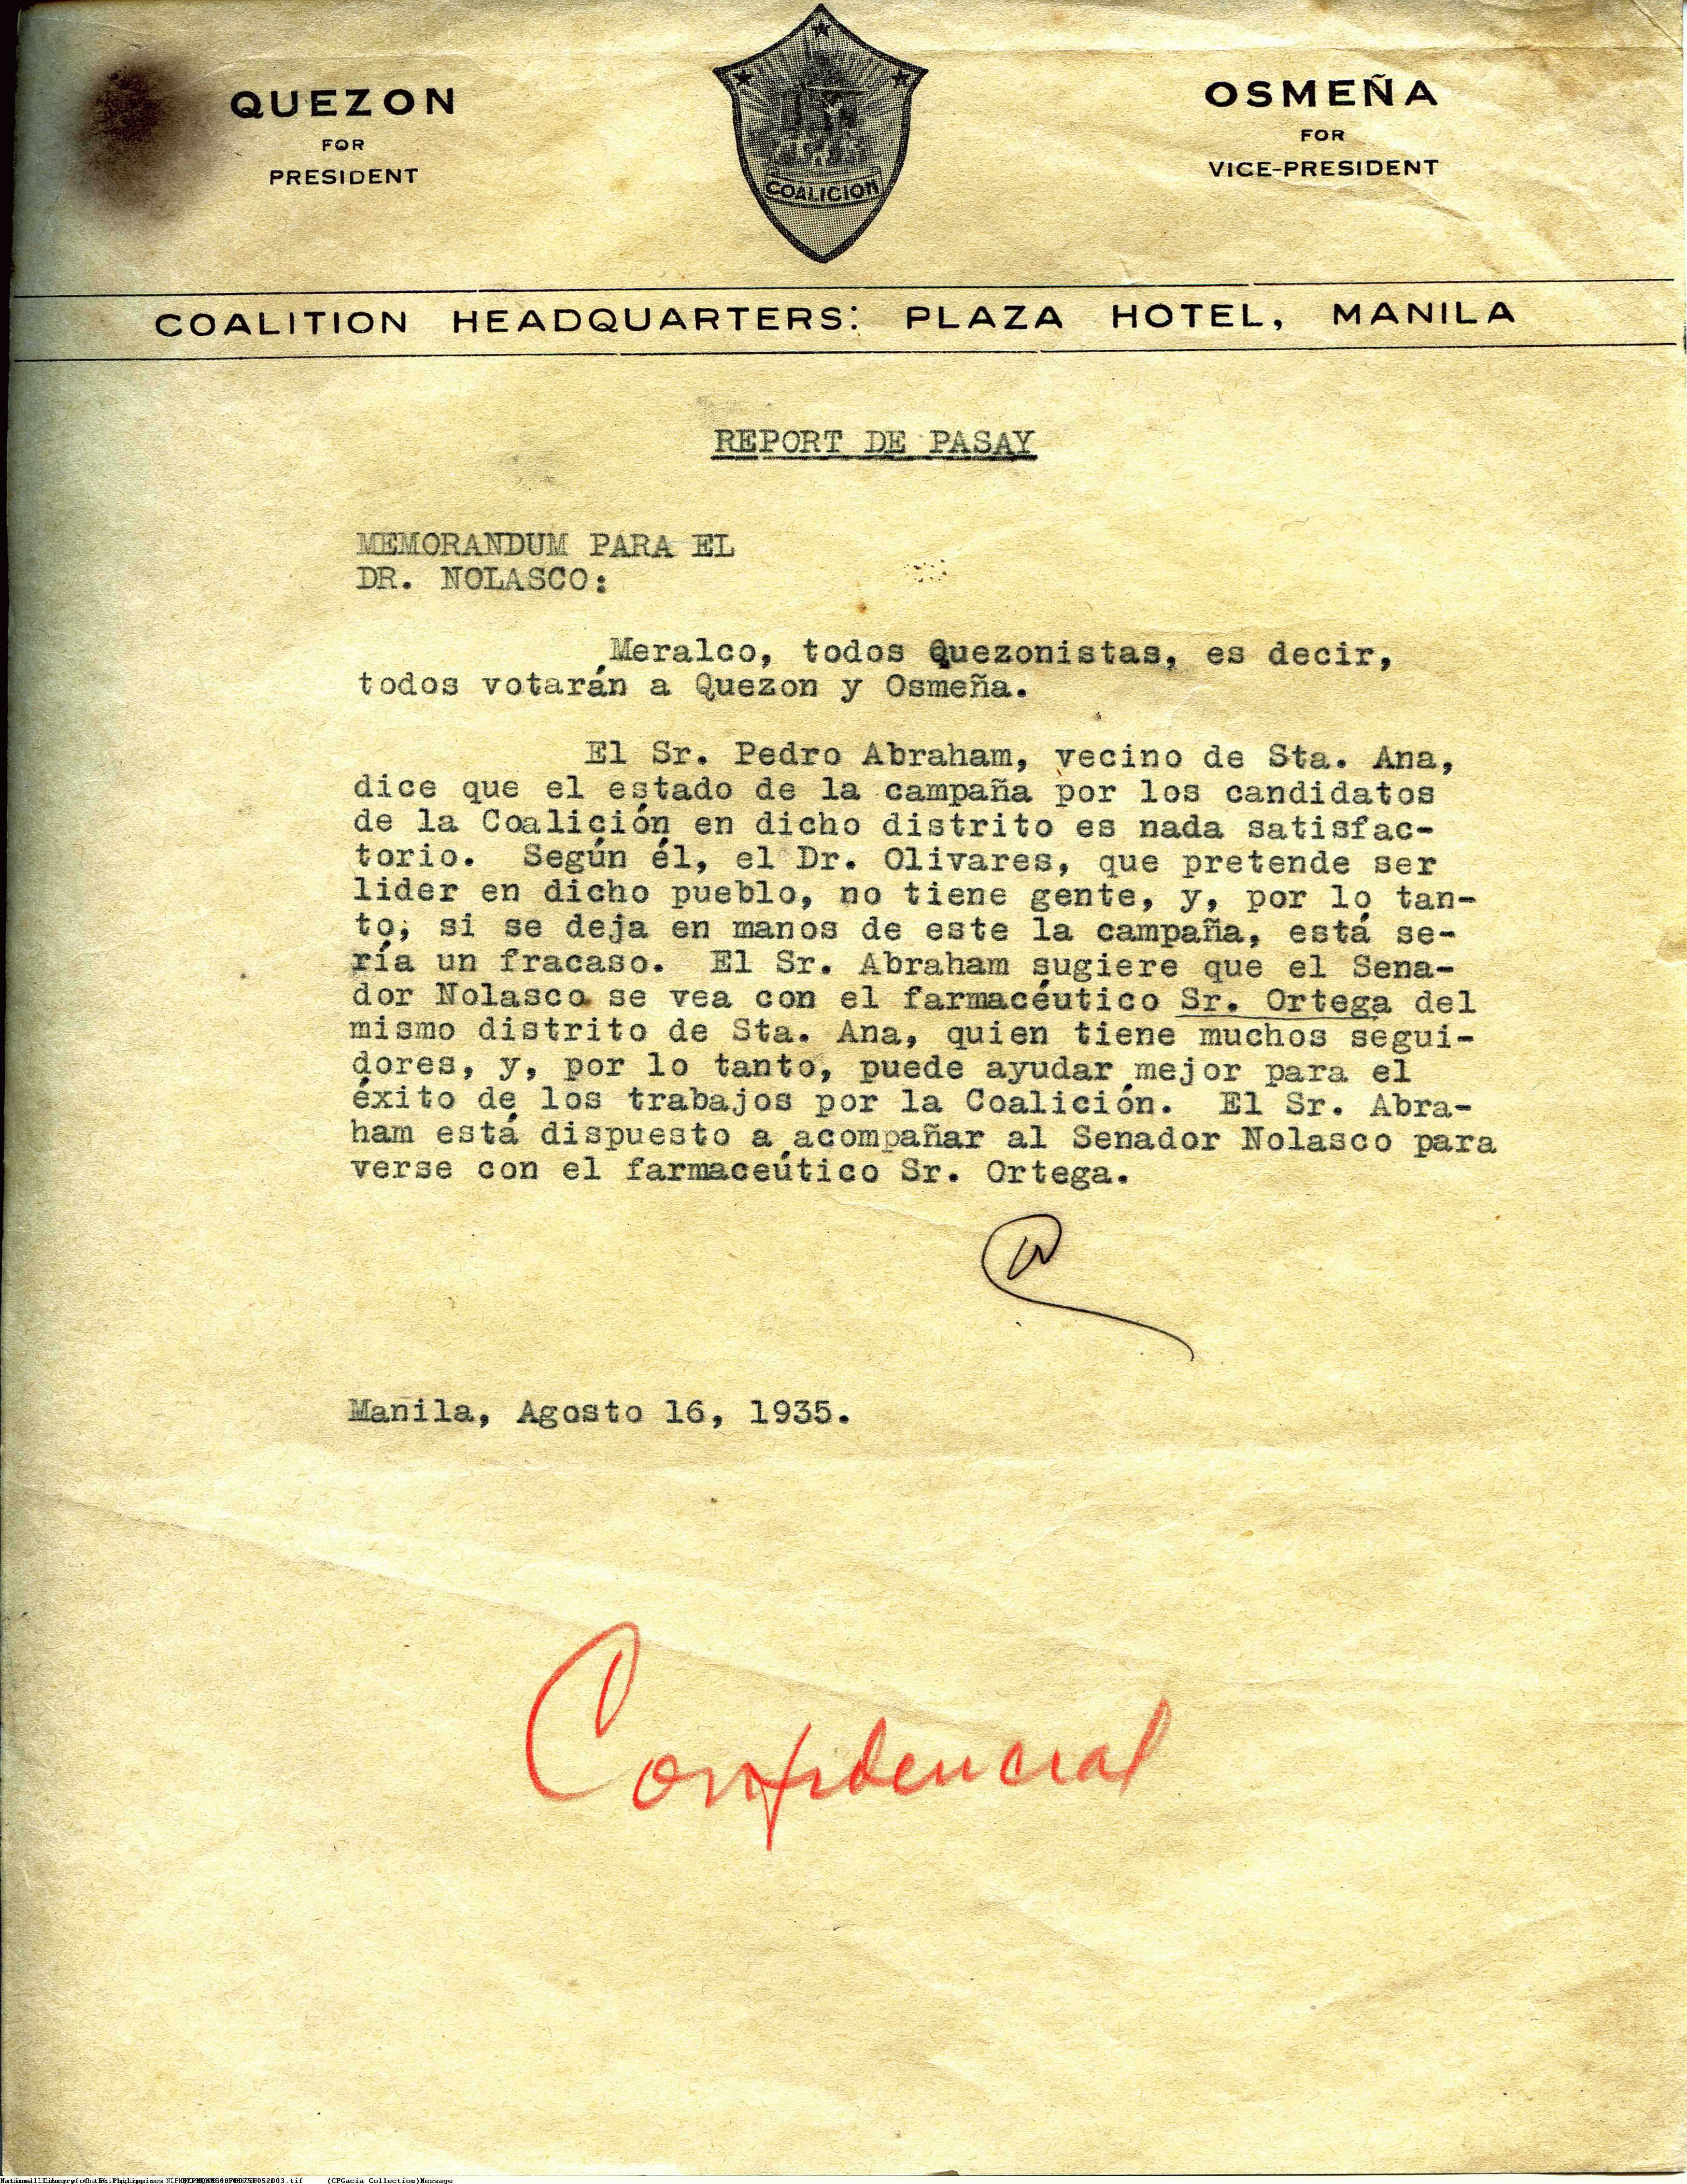 QUEZON
FOR
PRESIDENT
COALICION
OSMEÑA
FOR
VICE-PRESIDENT
COALITION HEADQUARTERS: PLAZA HOTEL, MANILA
REPORT DE PASAY
MEMORANDUM PARA EL
DR. NOLASCO:
Meralco, todos Quezonistas, es decir,
todos votarán a Quezon y Osmeña.
El Sr. Pedro Abraham, vecino de Sta. Ana,
dice que el estado de la campaña por los candidatos
de la Coalición en dicho distrito es nada satisfac-
torio. Según él, el Dr. Olivares, que pretende ser
lider en dicho pueblo, no tiene gente, y, por lo tan-
to, si se deja en manos de este la campaña, está se-
ría un fracaso. El Sr. Abraham sugiere que el Sena-
dor Nolasco se vea con el farmacéutico Sr. Ortega del
mismo distrito de Sta. Ana, quien tiene muchos segui-
dores, y, por lo tanto, puede ayudar mejor para el
éxito de los trabajos por la Coalición. El Sr. Abra-
ham está dispuesto a acompañar al Senador Nolasco para
verse con el farmaceútico Sr. Ortega.
Manila, Agosto 16, 1935.
Confidencial
(CPGacia Collection)Message